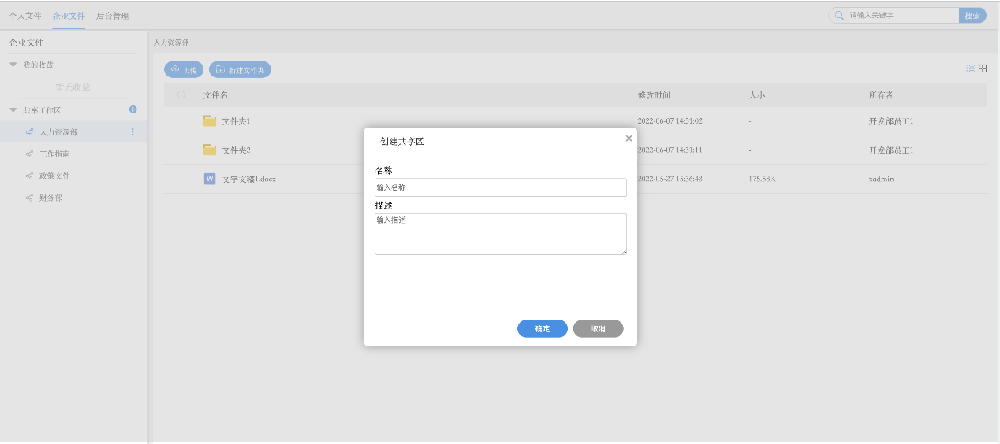 个人文件 企业文件 后台管理
请输入关键字 搜索
企业文件
人力资源部
我的收藏
上传 新建文件夹
暂无收藏
文件名 修改时间 大小 所有者
共享工作区
文件夹1 2022-06-07 14:31:02 - 开发部员工1
人力资源部
文件夹2 2022-06-07 14:31:11 - 开发部员工1
工作指南
政策文件
W 文字文稿1.docx 2022-05-27 15:36:48 175.58K xadmin
财务部
创建共享区
名称
输入名称
描述
输入描述
确定 取消